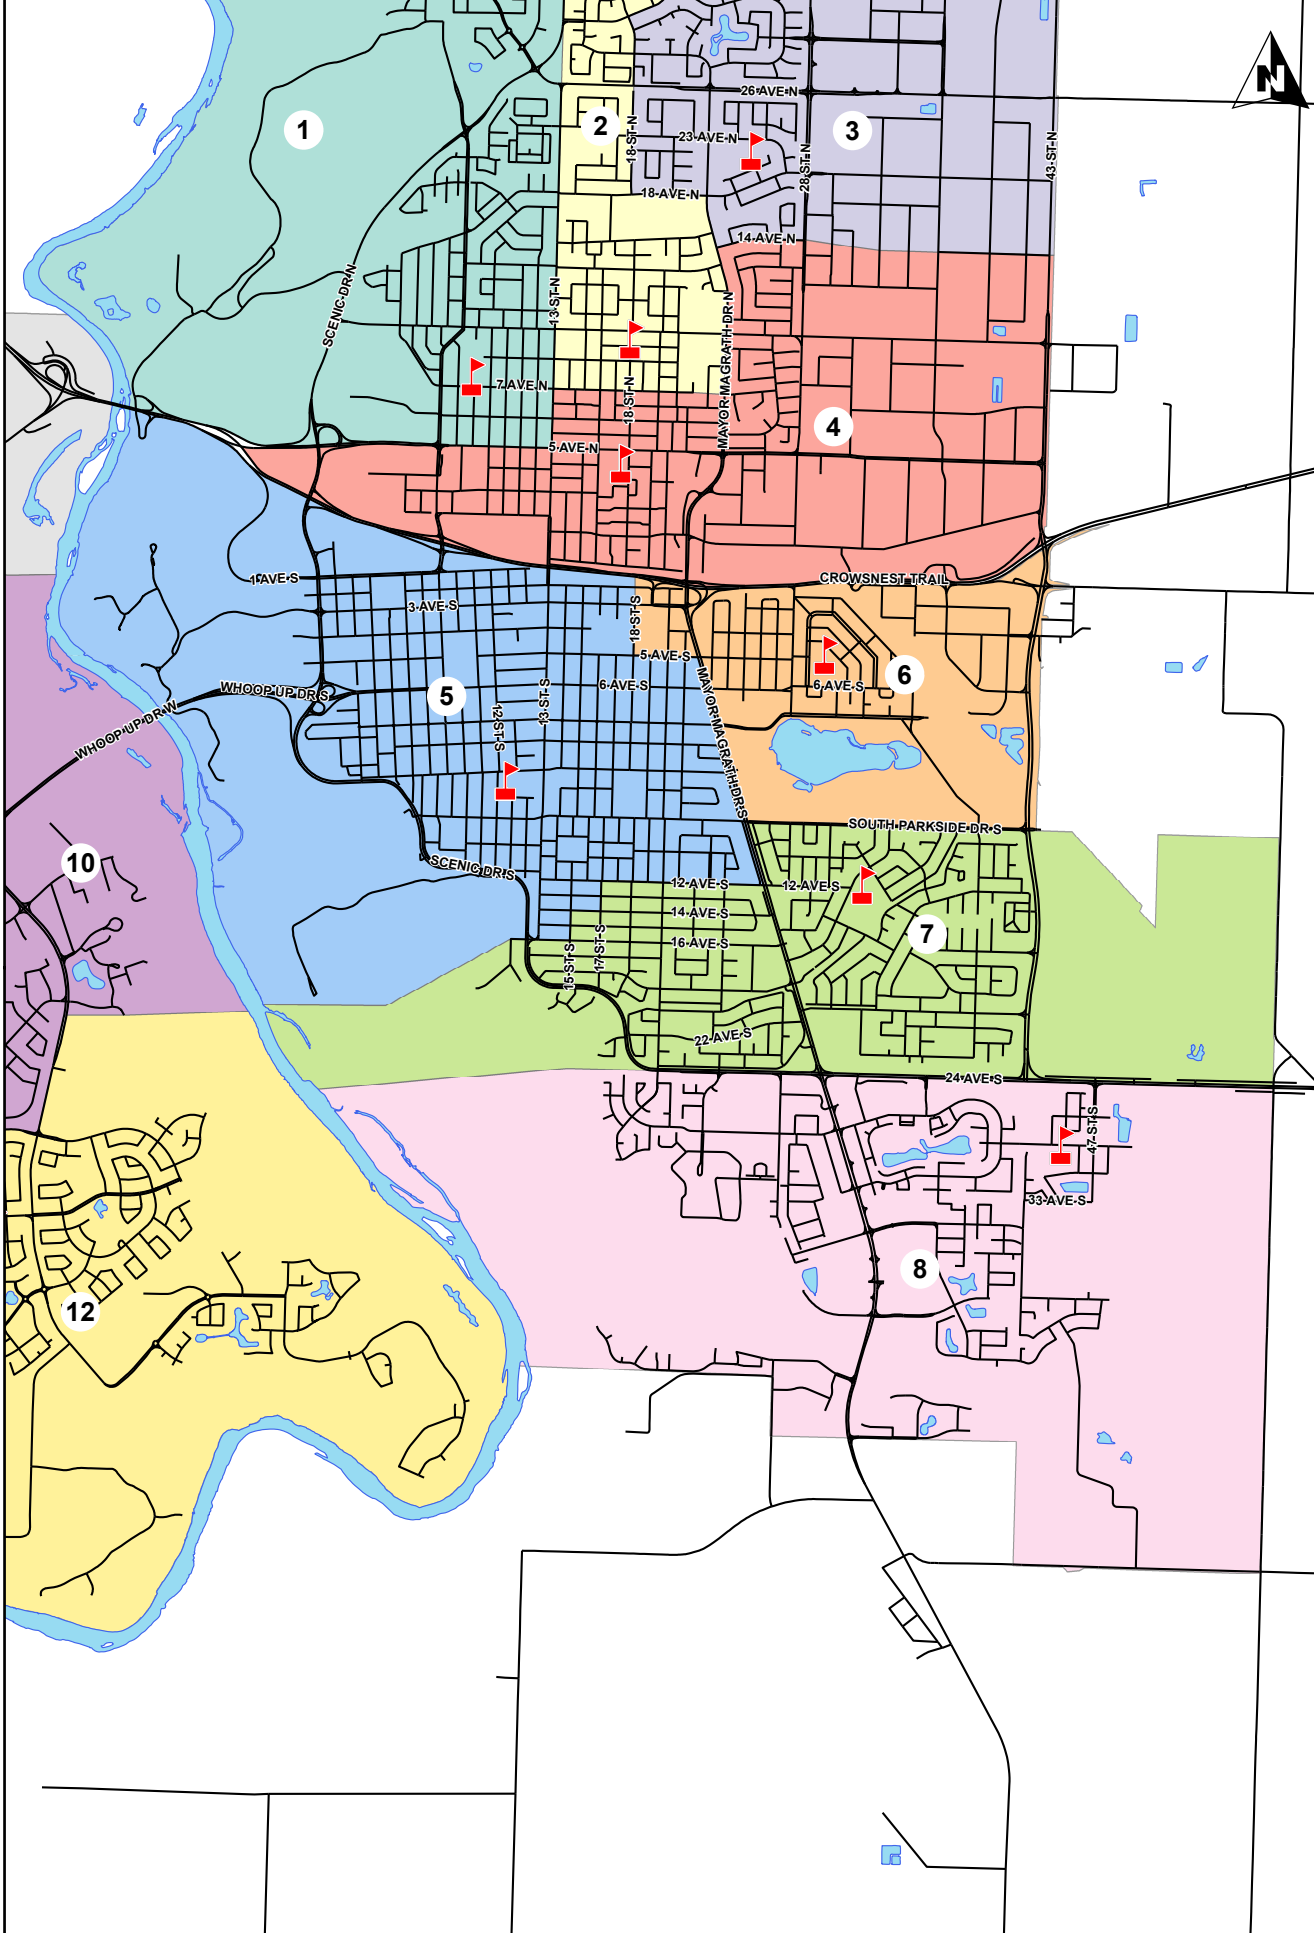 N
26 AVE N
1
2
3
23 AVE N
18 ST N
28 ST N
43 ST N
18 AVE N
14 AVE N
SCENIC DR N
13 ST N
MAYOR MAGRATH DR N
7 AVE N
18 ST N
4
5 AVE N
1 AVE S
CROWSNEST TRAIL
3 AVE S
18 ST S
5 AVE S
6
WHOOP UP DR S
5
6 AVE S
6 AVE S
13 ST S
12 ST S
WHOOP UP DR W
MAYOR MAGRATH DR S
SOUTH PARKSIDE DR S
10
SCENIC DR S
12 AVE S
12 AVE S
14 AVE S
7
16 AVE S
17 ST S
15 ST S
22 AVE S
24 AVE S
47 ST S
33 AVE S
8
12